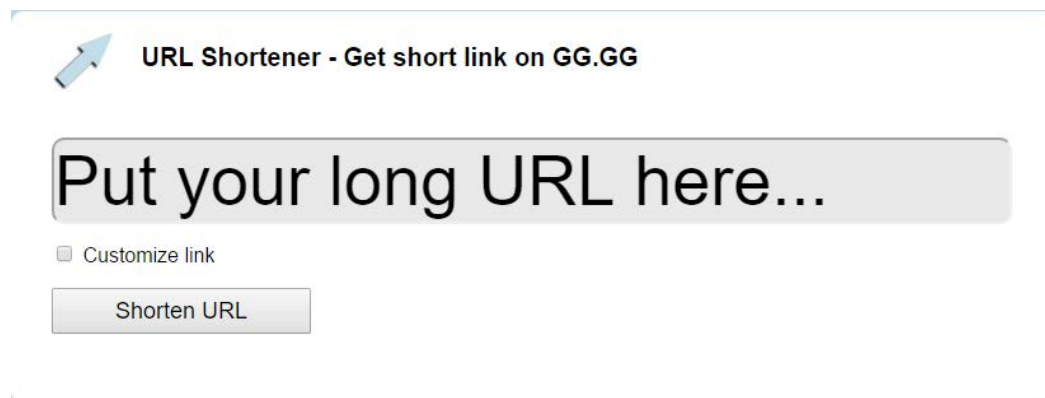 URL Shortener - Get short link on GG.GG
Put your long URL here...
Customize link
Shorten URL